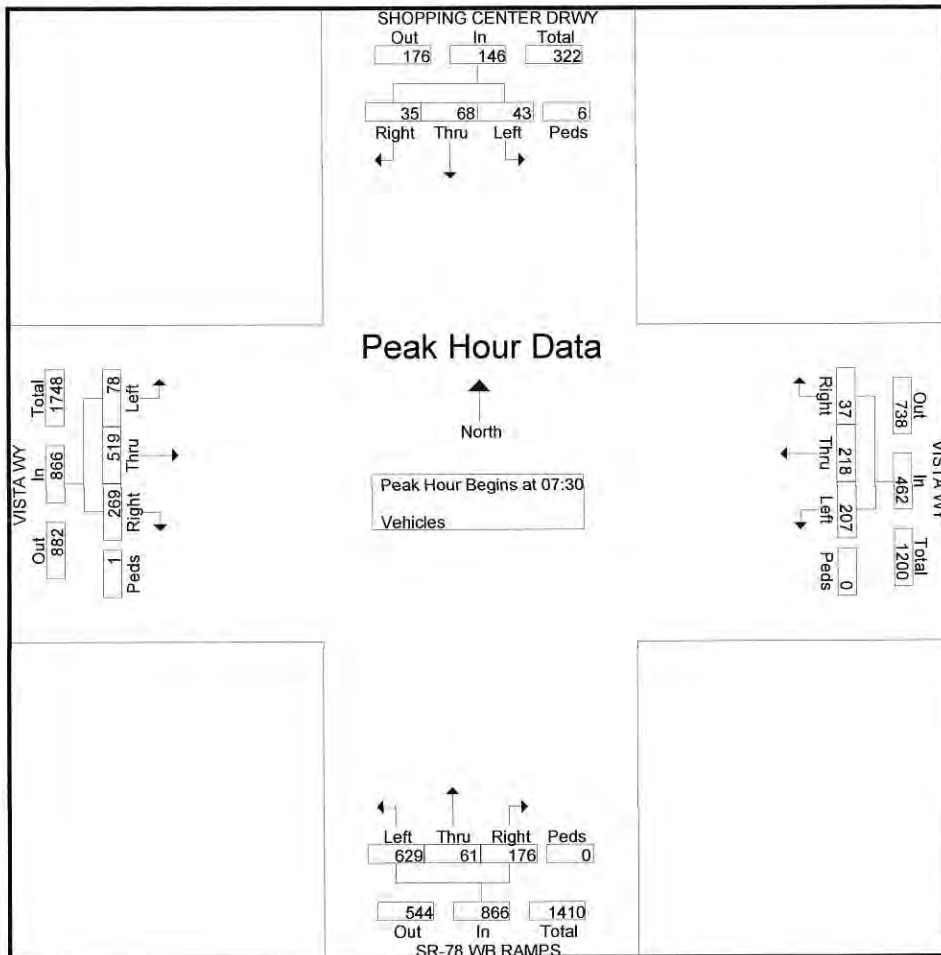 SHOPPING CENTER DRWY
Out In Total
176 146 322
35 68 43 6
Right Thru Left Peds
Peak Hour Data
North
Peak Hour Begins at 07:30
Vehicles
VISTA WY
Total In Out
1748 866 882
78 519 269 1
Left Thru Right Peds
VISTA WY
Out In Total
738 462 1200
37 218 207 0
Right Thru Left Peds
Left Thru Right Peds
629 61 176 0
544 866 1410
Out In Total
SR-78 WB RAMPS